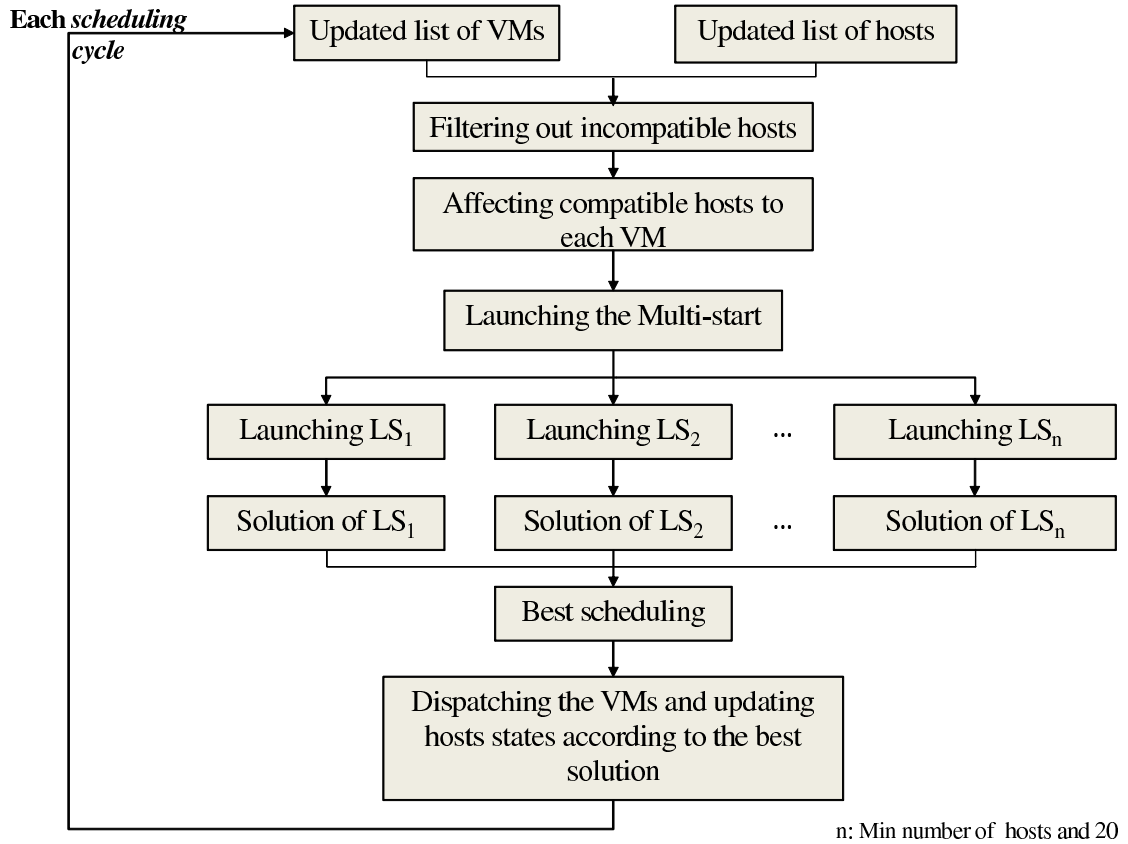 Each scheduling
cycle
Updated list of VMs
Updated list of hosts
Filtering out incompatible hosts
Affecting compatible hosts to
each VM
Launching the Multi-start
Launching LS1
Launching LS2
...
Launching LSn
Solution of LS1
Solution of LS2
...
Solution of LSn
Best scheduling
Dispatching the VMs and updating
hosts states according to the best
solution
n: Min number of hosts and 20